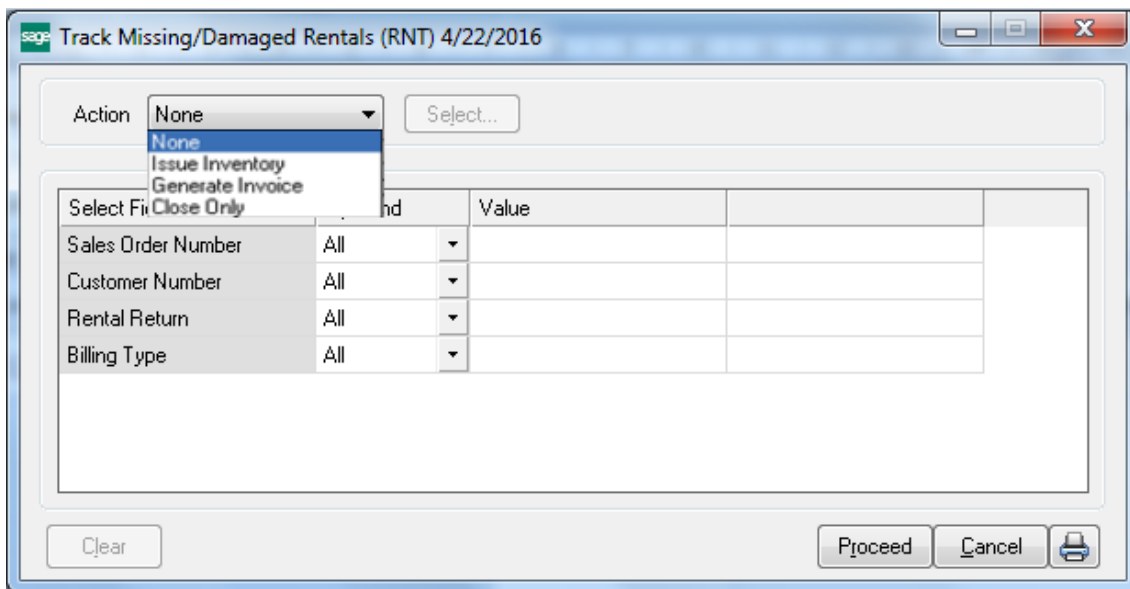 sage Track Missing/Damaged Rentals (RNT) 4/22/2016
Action None Select...
None
Issue Inventory
Generate Invoice
Close Only
Select Value
Sales Order Number All
Customer Number All
Rental Return All
Billing Type All
Clear Proceed Cancel